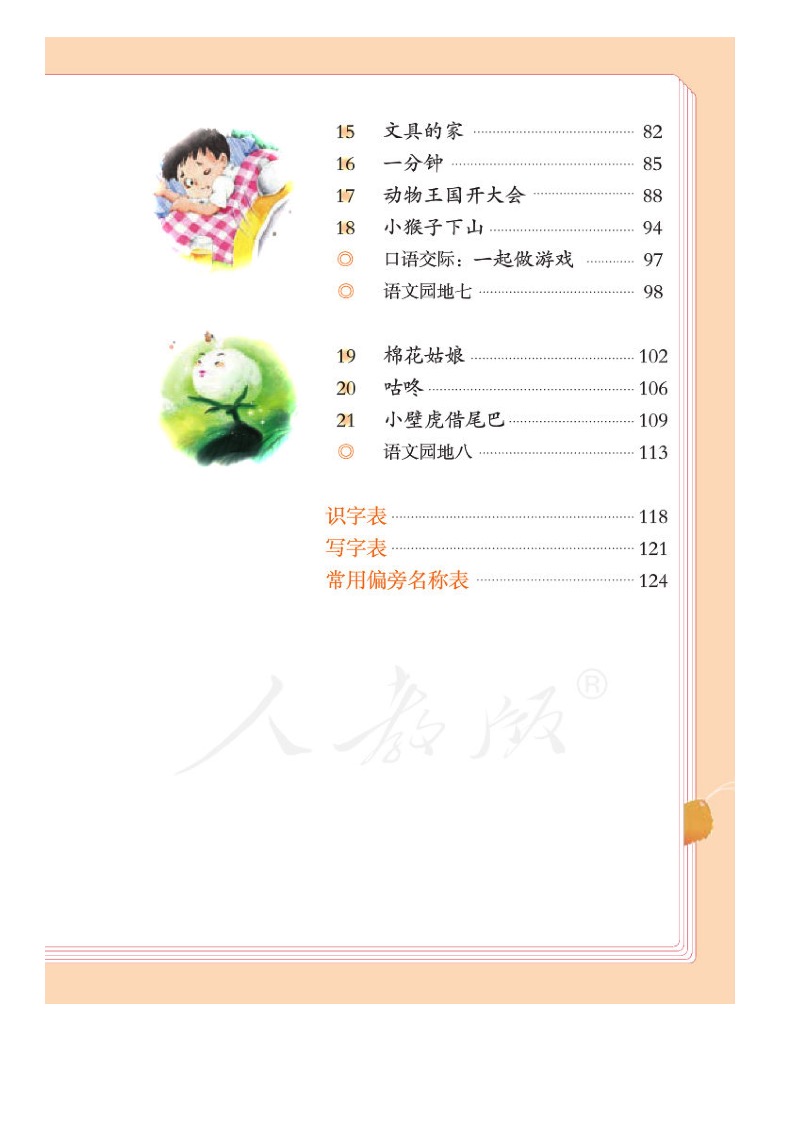 15 文具的家 82
16 一分钟 85
17 动物王国开大会 88
18 小猴子下山 94
◎ 口语交际：一起做游戏 97
◎ 语文园地七 98
19 棉花姑娘 102
20 咕咚 106
21 小壁虎借尾巴 109
◎ 语文园地八 113
识字表 118
写字表 121
常用偏旁名称表 124
人教版®